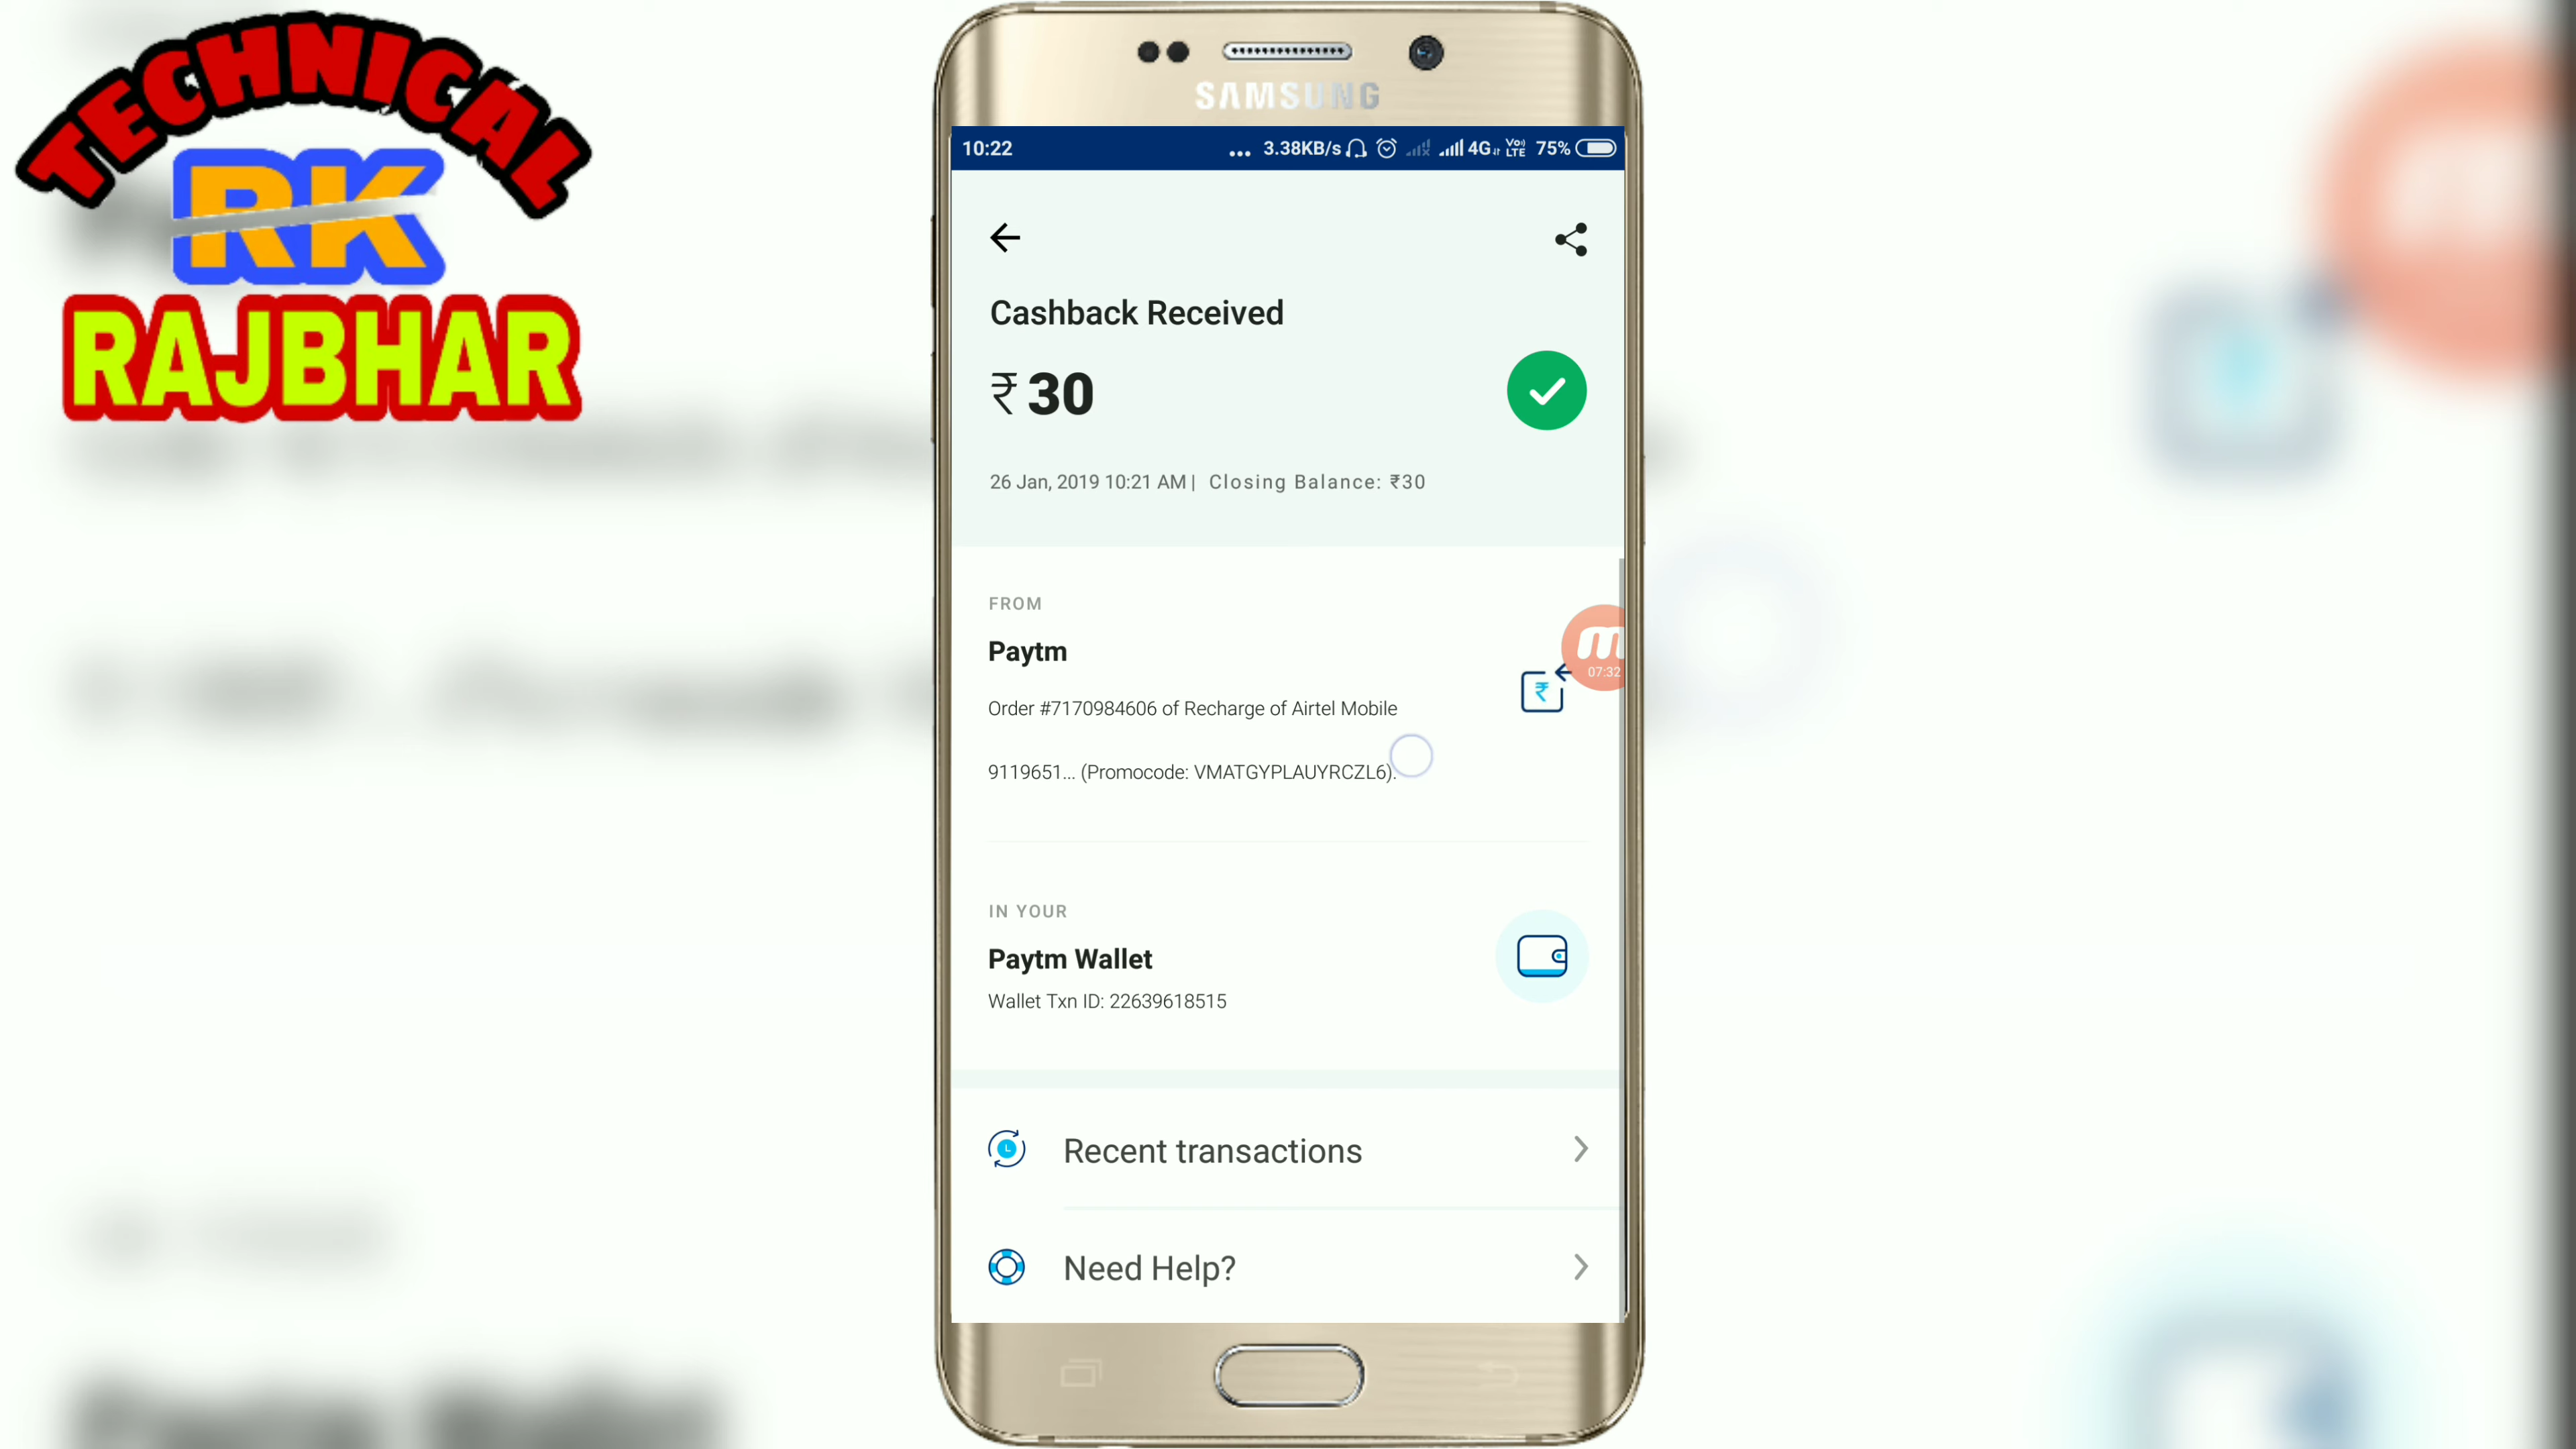 TECHNICAL
RK
RAJBHAR
SAMSUNG
10:22 ... 3.38KB/s 4G Vo) LTE 75%
Cashback Received
₹ 30
26 Jan, 2019 10:21 AM | Closing Balance: ₹30
FROM
Paytm
Order #7170984606 of Recharge of Airtel Mobile
9119651... (Promocode: VMATGYPLAUYRCZL6).
₹
m
07:32
IN YOUR
Paytm Wallet
Wallet Txn ID: 22639618515
Recent transactions
Need Help?